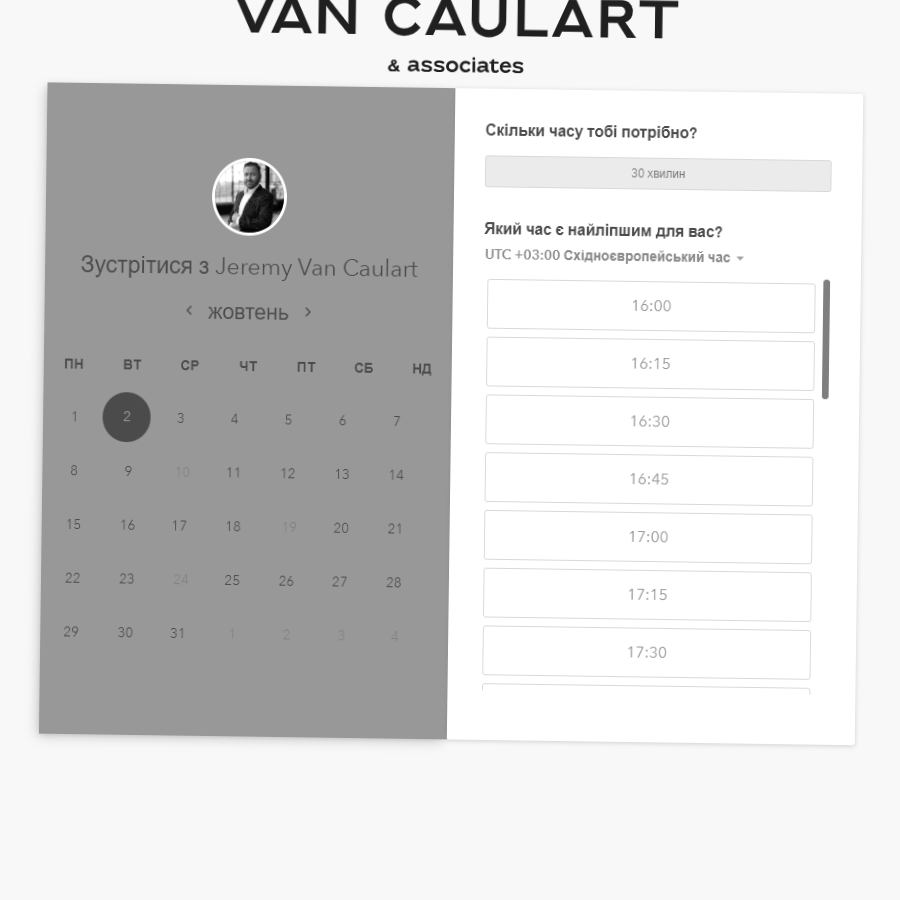 VAN CAULART
& associates
Зустрітися з Jeremy Van Caulart
жовтень
ПН ВТ СР ЧТ ПТ СБ НД
1 2 3 4 5 6 7
8 9 10 11 12 13 14
15 16 17 18 19 20 21
22 23 24 25 26 27 28
29 30 31 1 2 3 4
Скільки часу тобі потрібно?
30 хвилин
Який час є найліпшим для вас?
UTC +03:00 Східноєвропейський час
16:00
16:15
16:30
16:45
17:00
17:15
17:30